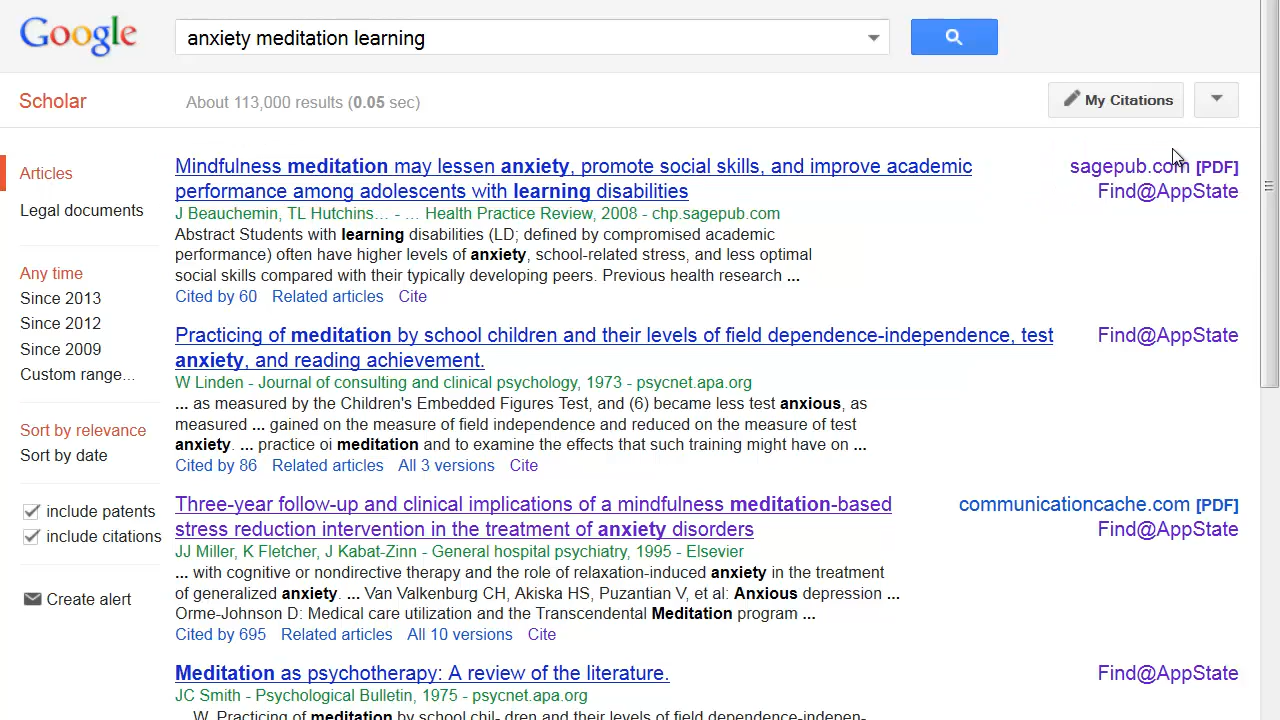 Google
anxiety meditation learning
Scholar
About 113,000 results (0.05 sec)
My Citations
Articles
Legal documents
Any time
Since 2013
Since 2012
Since 2009
Custom range...
Sort by relevance
Sort by date
include patents
include citations
Create alert
Mindfulness meditation may lessen anxiety, promote social skills, and improve academic
performance among adolescents with learning disabilities
J Beauchemin, TL Hutchins... - ... Health Practice Review, 2008 - chp.sagepub.com
Abstract Students with learning disabilities (LD; defined by compromised academic
performance) often have higher levels of anxiety, school-related stress, and less optimal
social skills compared with their typically developing peers. Previous health research ...
Cited by 60 Related articles Cite
sagepub.com [PDF]
Find@AppState
Practicing of meditation by school children and their levels of field dependence-independence, test
anxiety, and reading achievement.
W Linden - Journal of consulting and clinical psychology, 1973 - psycnet.apa.org
... as measured by the Children's Embedded Figures Test, and (6) became less test anxious, as
measured ... gained on the measure of field independence and reduced on the measure of test
anxiety. ... practice oi meditation and to examine the effects that such training might have on ...
Cited by 86 Related articles All 3 versions Cite
Find@AppState
Three-year follow-up and clinical implications of a mindfulness meditation-based
stress reduction intervention in the treatment of anxiety disorders
JJ Miller, K Fletcher, J Kabat-Zinn - General hospital psychiatry, 1995 - Elsevier
... with cognitive or nondirective therapy and the role of relaxation-induced anxiety in the treatment
of generalized anxiety. ... Van Valkenburg CH, Akiska HS, Puzantian V, et al: Anxious depression ...
Orme-Johnson D: Medical care utilization and the Transcendental Meditation program ...
Cited by 695 Related articles All 10 versions Cite
communicationcache.com [PDF]
Find@AppState
Meditation as psychotherapy: A review of the literature.
JC Smith - Psychological Bulletin, 1975 - psycnet.apa.org
W. Practicing of meditation by school chil- dren and their levels of field dependence-indepen-
Find@AppState